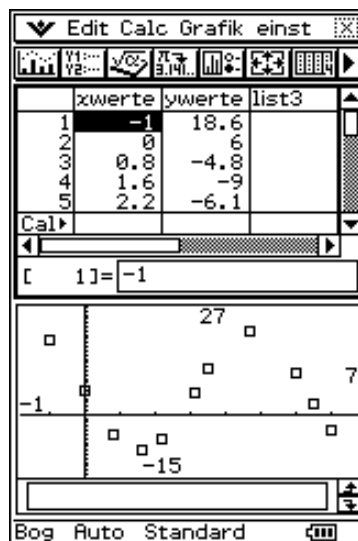 Edit Calc Grafik einst
xwerte ywerte list3
1 -1 18.6
2 0 6
3 0.8 -4.8
4 1.6 -9
5 2.2 -6.1
Cal▸
[ 1]= -1
27
7
-1
-15
Bog Auto Standard